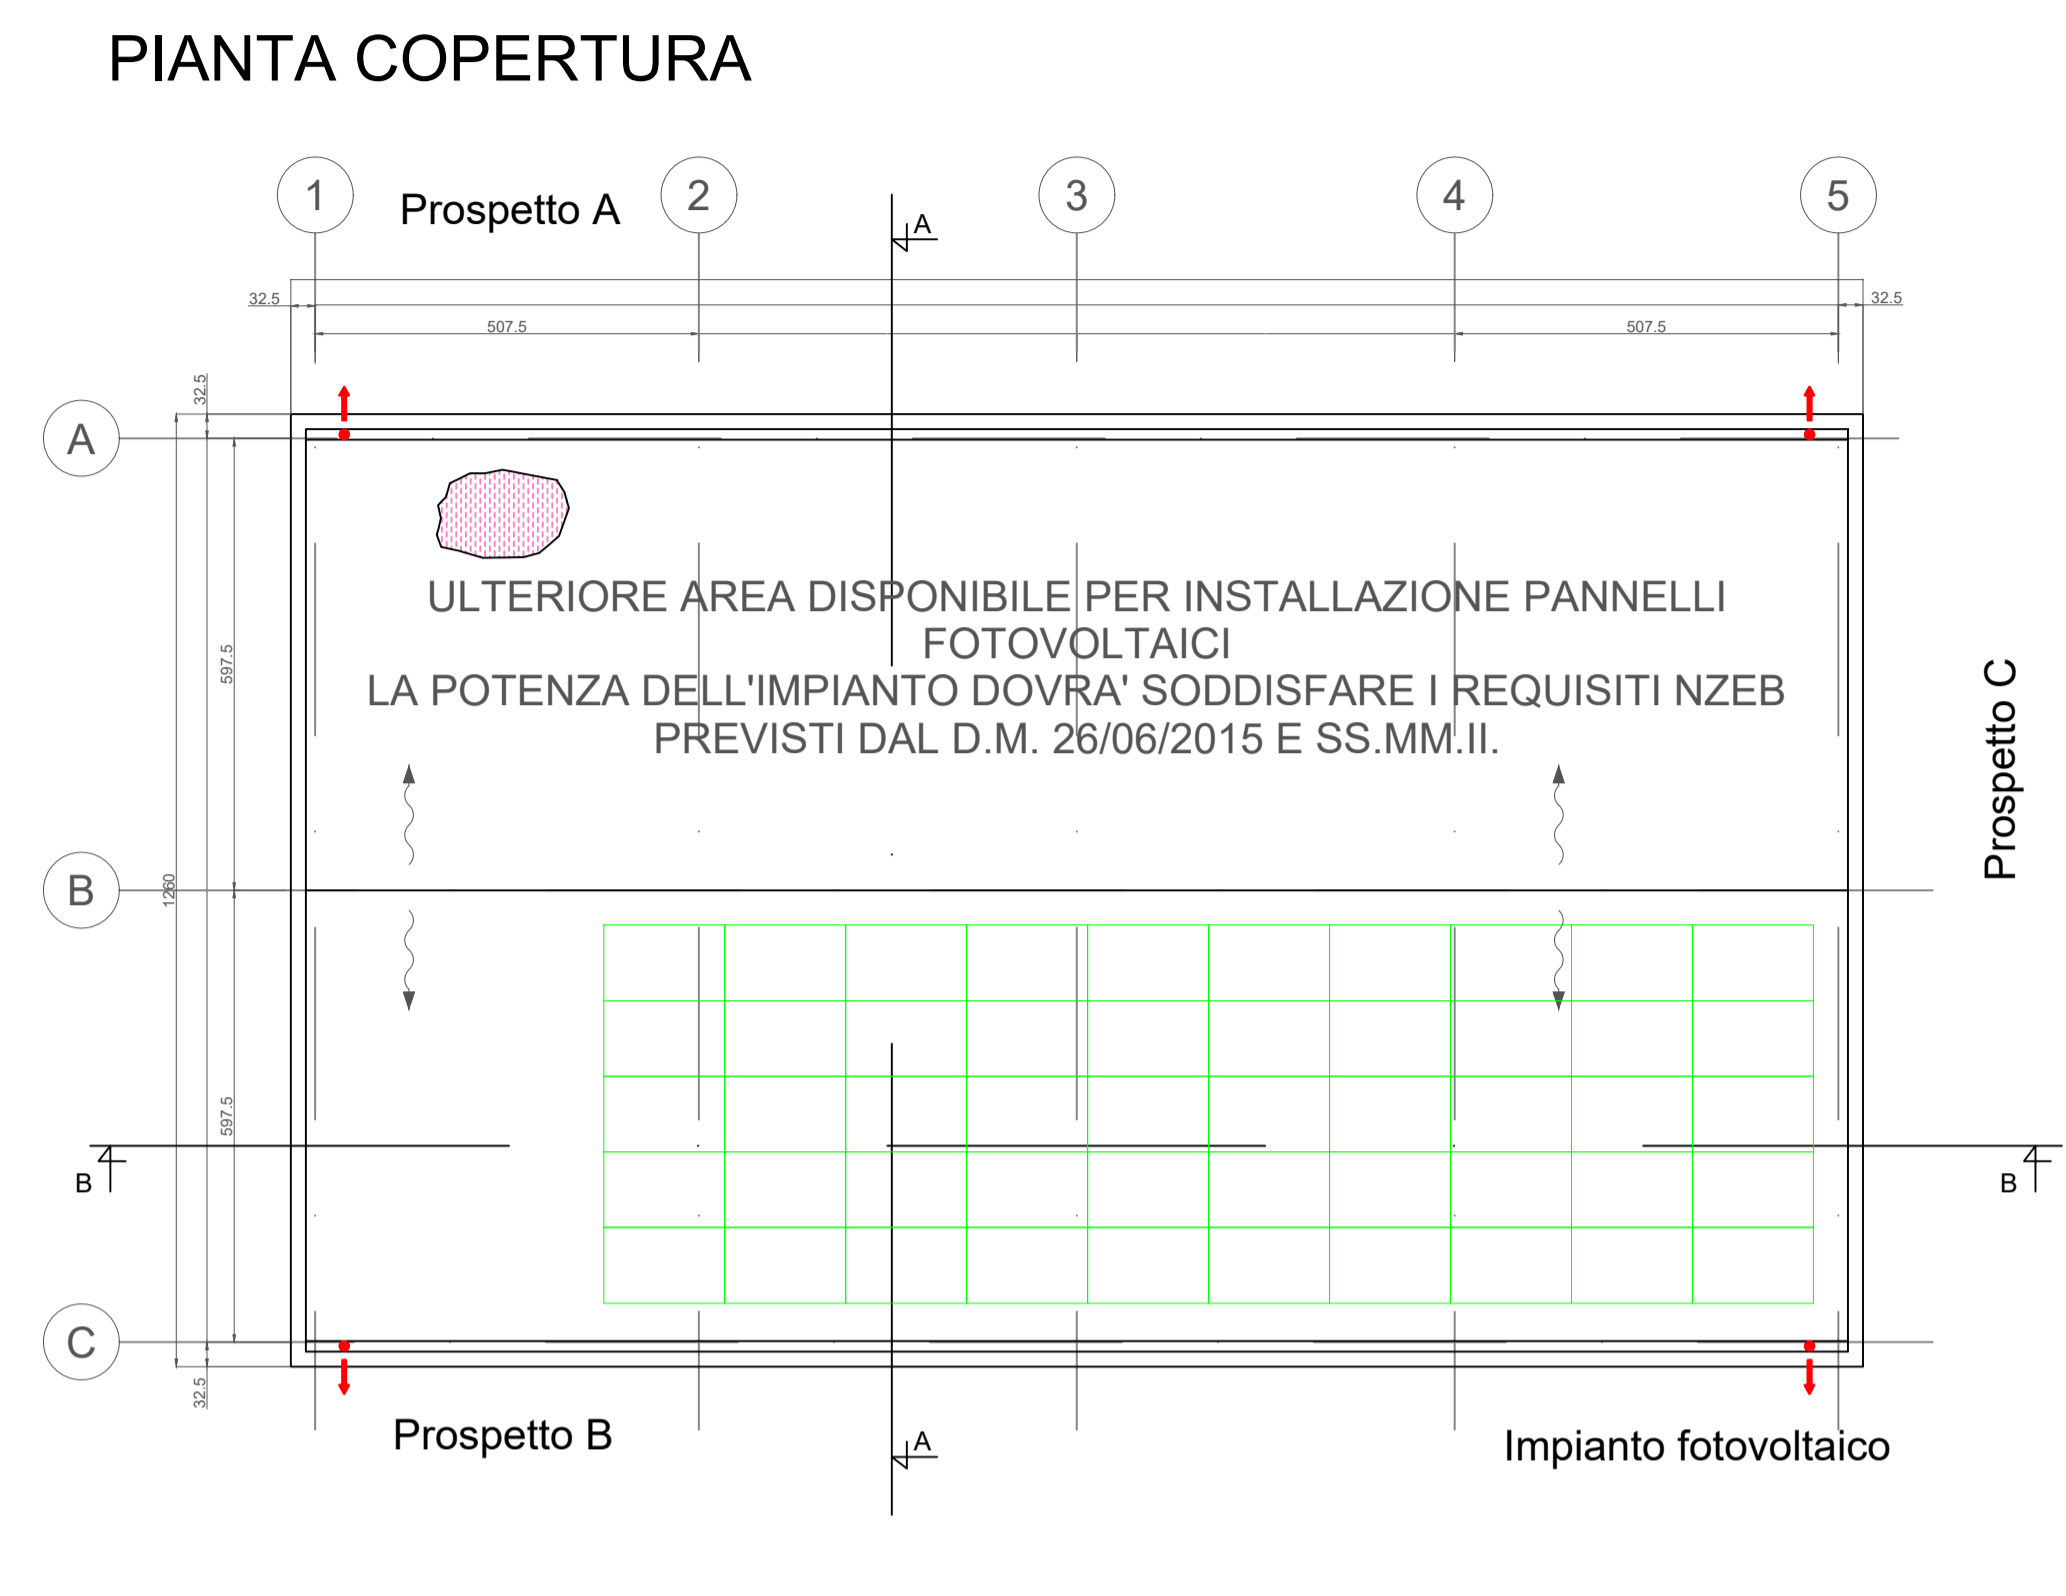 PIANTA COPERTURA
1
Prospetto A
2
3
4
5
A
32.5
32.5
507.5
507.5
32.5
A
ULTERIORE AREA DISPONIBILE PER INSTALLAZIONE PANNELLI
FOTOVOLTAICI
LA POTENZA DELL'IMPIANTO DOVRA' SODDISFARE I REQUISITI NZEB
PREVISTI DAL D.M. 26/06/2015 E SS.MM.II.
597.5
Prospetto C
B
1260
597.5
B
B
C
32.5
Prospetto B
A
Impianto fotovoltaico